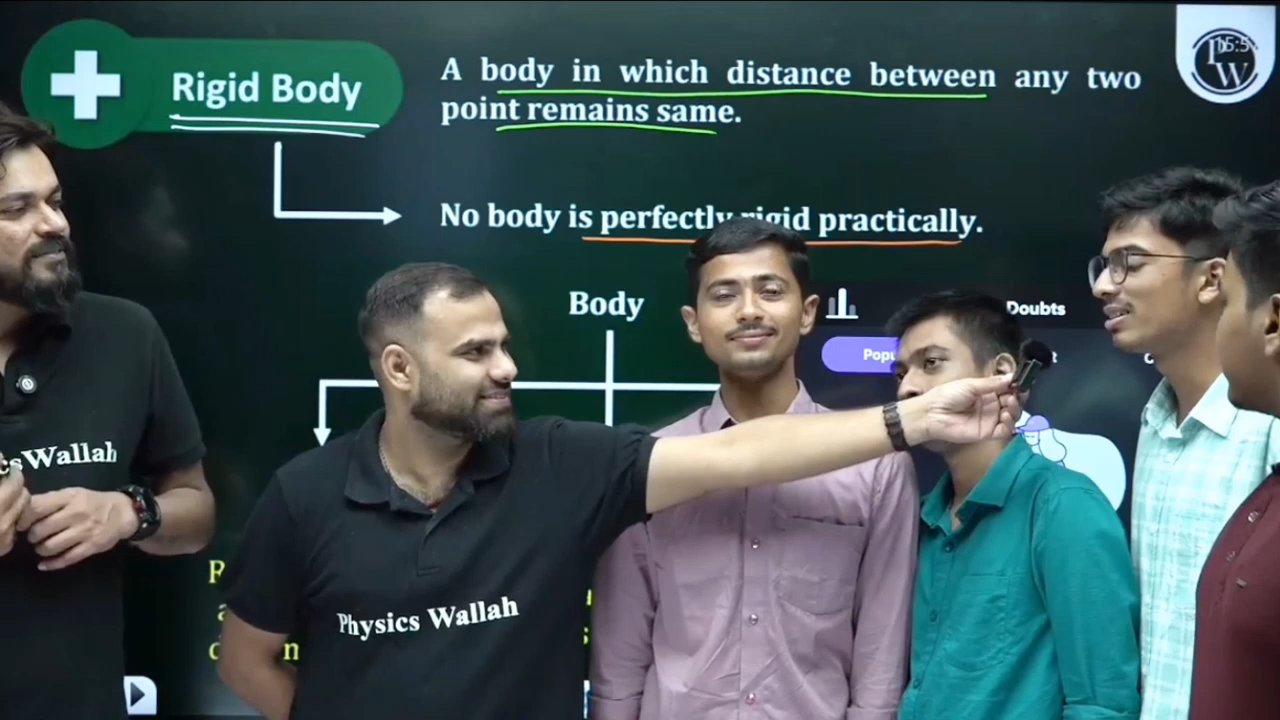 Rigid Body
A body in which distance between any two
point remains same.
No body is perfectly rigid practically.
Body
Doubts
Wallah
Physics Wallah